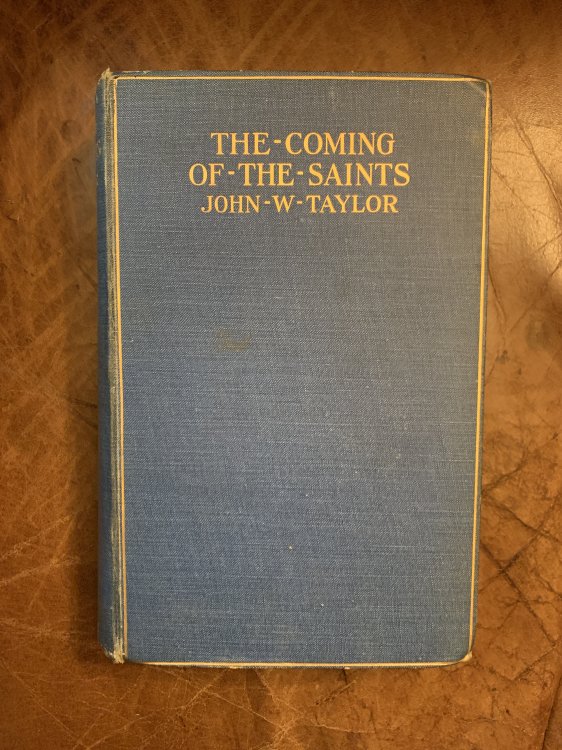 THE-COMING
OF-THE-SAINTS
JOHN-W-TAYLOR